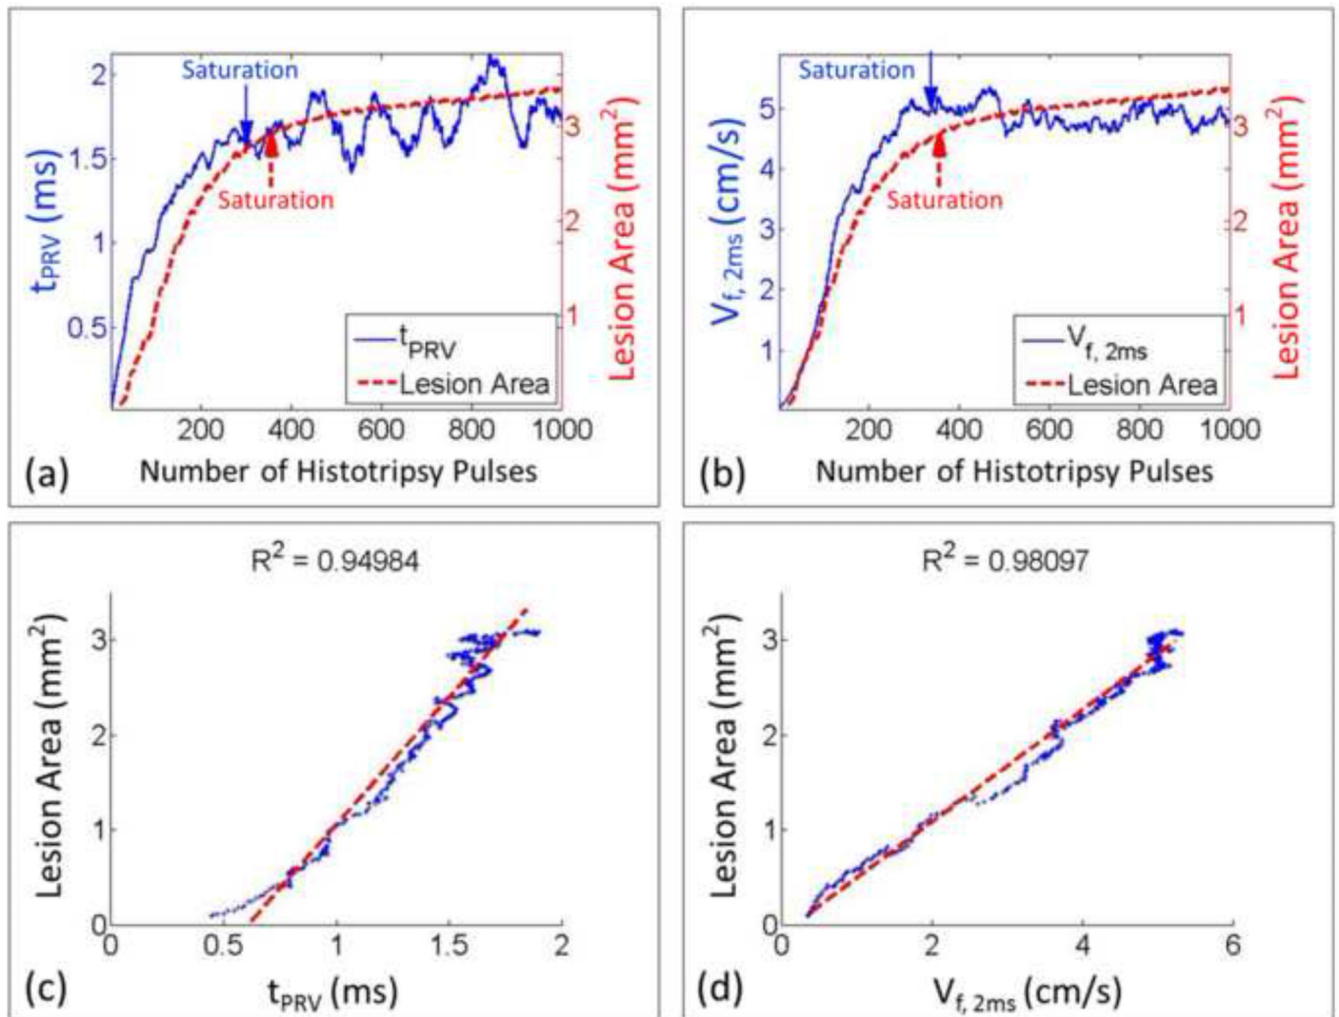 Saturation
Saturation
t_PRV (ms)
2
1.5
1
0.5
Lesion Area (mm²)
3
2
1
t_PRV
Lesion Area
200 400 600 800 1000
Number of Histotripsy Pulses
(a)
Saturation
Saturation
V_f, 2ms (cm/s)
5
4
3
2
1
Lesion Area (mm²)
3
2
1
V_f, 2ms
Lesion Area
200 400 600 800 1000
Number of Histotripsy Pulses
(b)
R² = 0.94984
Lesion Area (mm²)
3
2
1
0
0 0.5 1 1.5 2
t_PRV (ms)
(c)
R² = 0.98097
Lesion Area (mm²)
3
2
1
0
0 2 4 6
V_f, 2ms (cm/s)
(d)